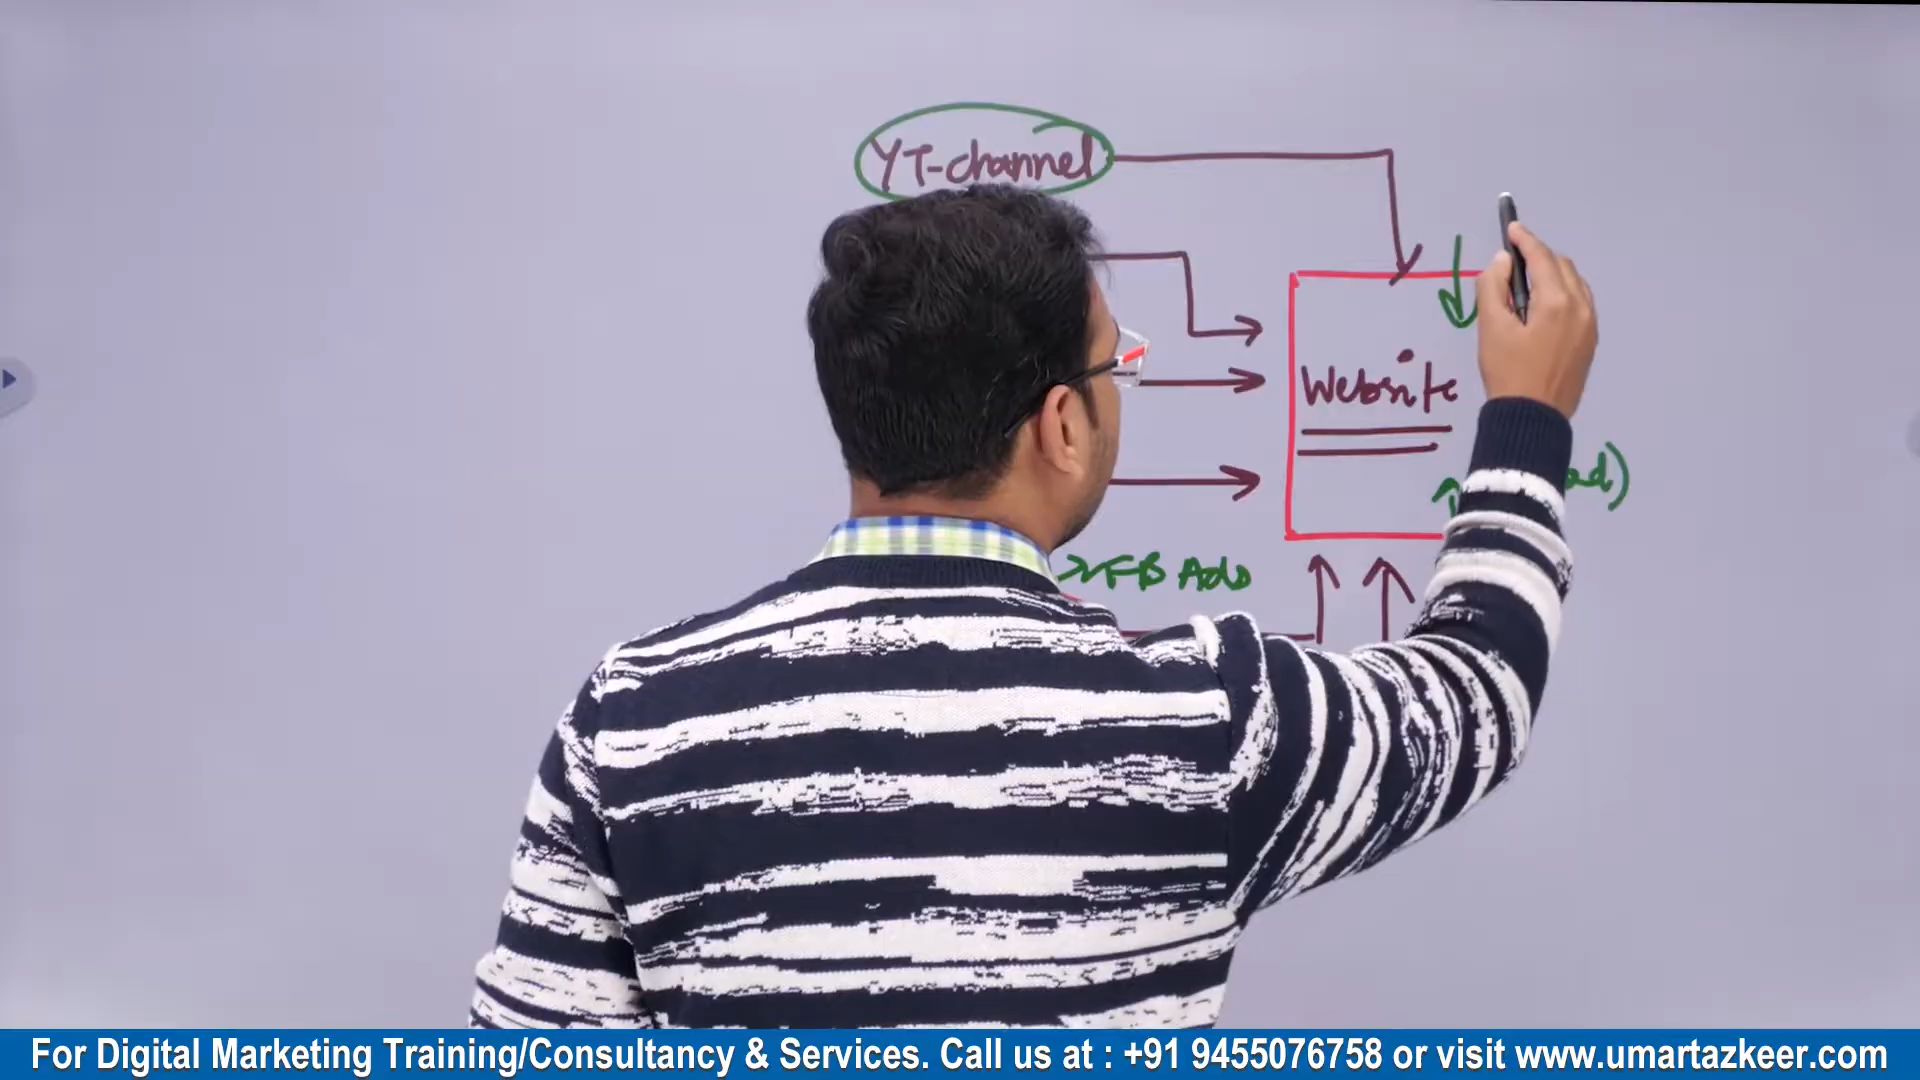 YT-channel
Website
ad)
FB Ads
For Digital Marketing Training/Consultancy & Services. Call us at : +91 9455076758 or visit www.umartazkeer.com